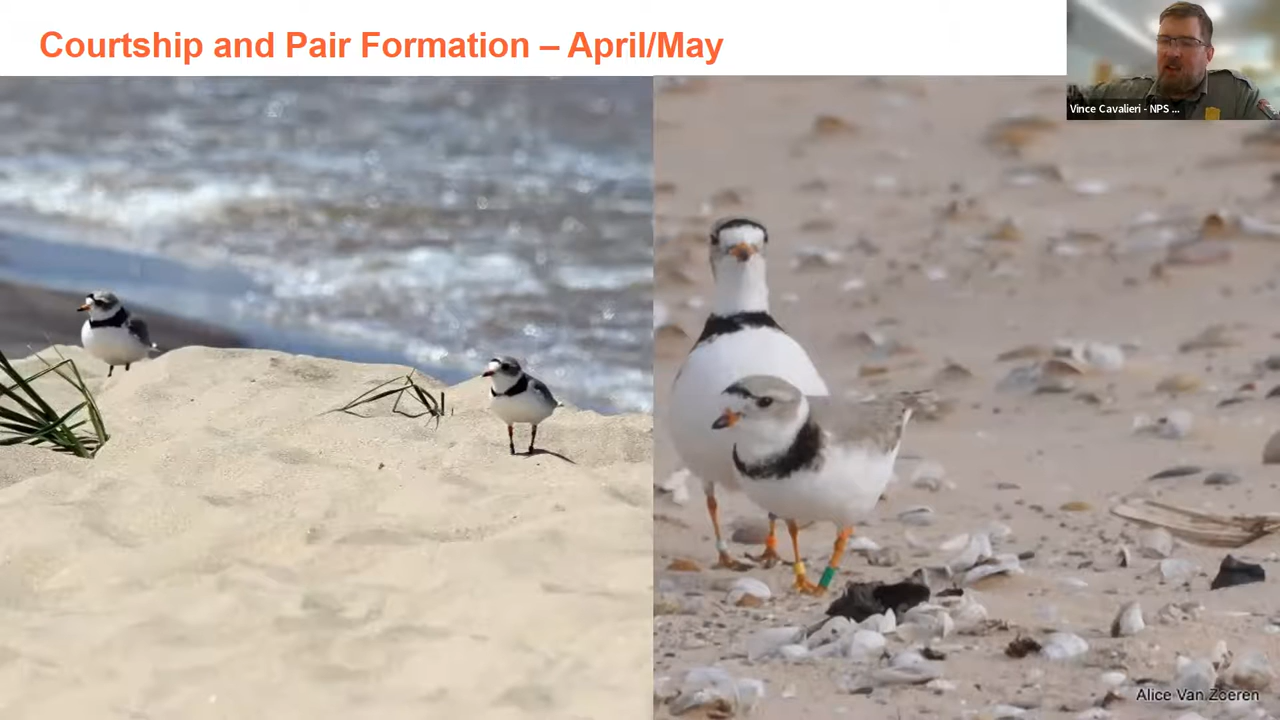 Courtship and Pair Formation – April/May
Vince Cavalieri - NPS ...
Alice Van Zoeren